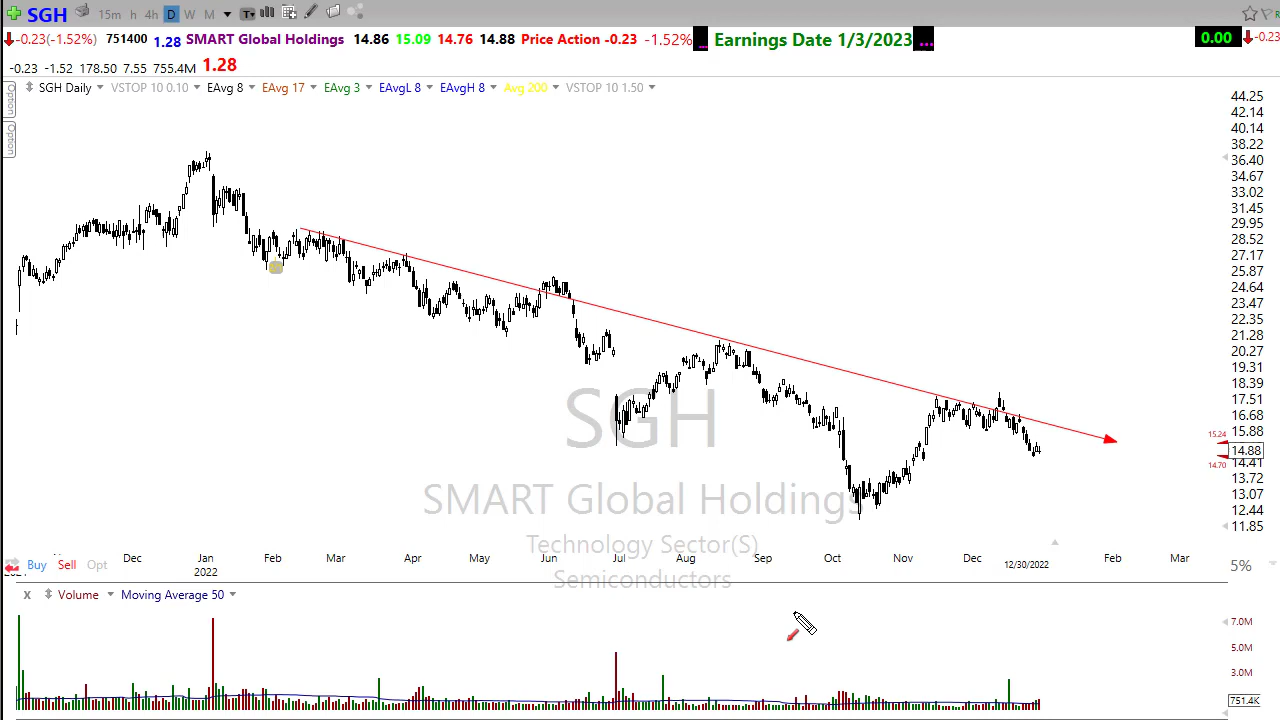 SGH 15m h 4h D W M
-0.23(-1.52%) 751400 1.28 SMART Global Holdings 14.86 15.09 14.76 14.88 Price Action -0.23 -1.52% ... Earnings Date 1/3/2023 ... 0.00 -0.23
-0.23 -1.52 178.50 7.55 755.4M 1.28
Option
Option
SGH Daily VSTOP 10 0.10 EAvg 8 EAvg 17 EAvg 3 EAvgL 8 EAvgH 8 Avg 200 VSTOP 10 1.50
44.25
42.14
40.14
38.22
36.40
34.67
33.02
31.45
29.95
28.52
27.17
25.87
24.64
23.47
22.35
21.28
20.27
19.31
18.39
17.51
16.68
15.88
15.24
14.88
14.70
14.41
13.72
13.07
12.44
11.85
SGH
SMART Global Holdings
Technology Sector(S)
Semiconductors
Dec Jan Feb Mar Apr May Jun Jul Aug Sep Oct Nov Dec Feb Mar
2022 12/30/2022
Buy Sell Opt 5%
X Volume Moving Average 50
7.0M
5.0M
3.0M
751.4K